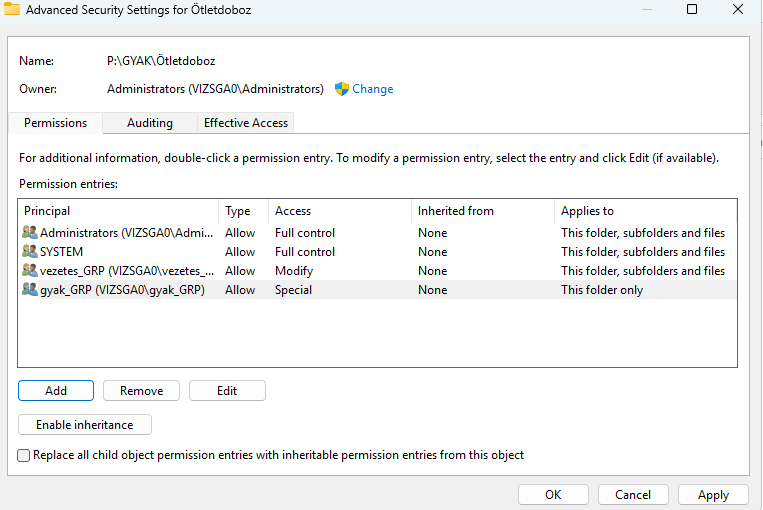 Advanced Security Settings for Ötletdoboz
Name: P:\GYAK\Ötletdoboz
Owner: Administrators (VIZSGA0\Administrators) Change
Permissions Auditing Effective Access
For additional information, double-click a permission entry. To modify a permission entry, select the entry and click Edit (if available).
Permission entries:
Principal Type Access Inherited from Applies to
Administrators (VIZSGA0\Admi... Allow Full control None This folder, subfolders and files
SYSTEM Allow Full control None This folder, subfolders and files
vezetes_GRP (VIZSGA0\vezetes_... Allow Modify None This folder, subfolders and files
gyak_GRP (VIZSGA0\gyak_GRP) Allow Special None This folder only
Add Remove Edit
Enable inheritance
Replace all child object permission entries with inheritable permission entries from this object
OK Cancel Apply